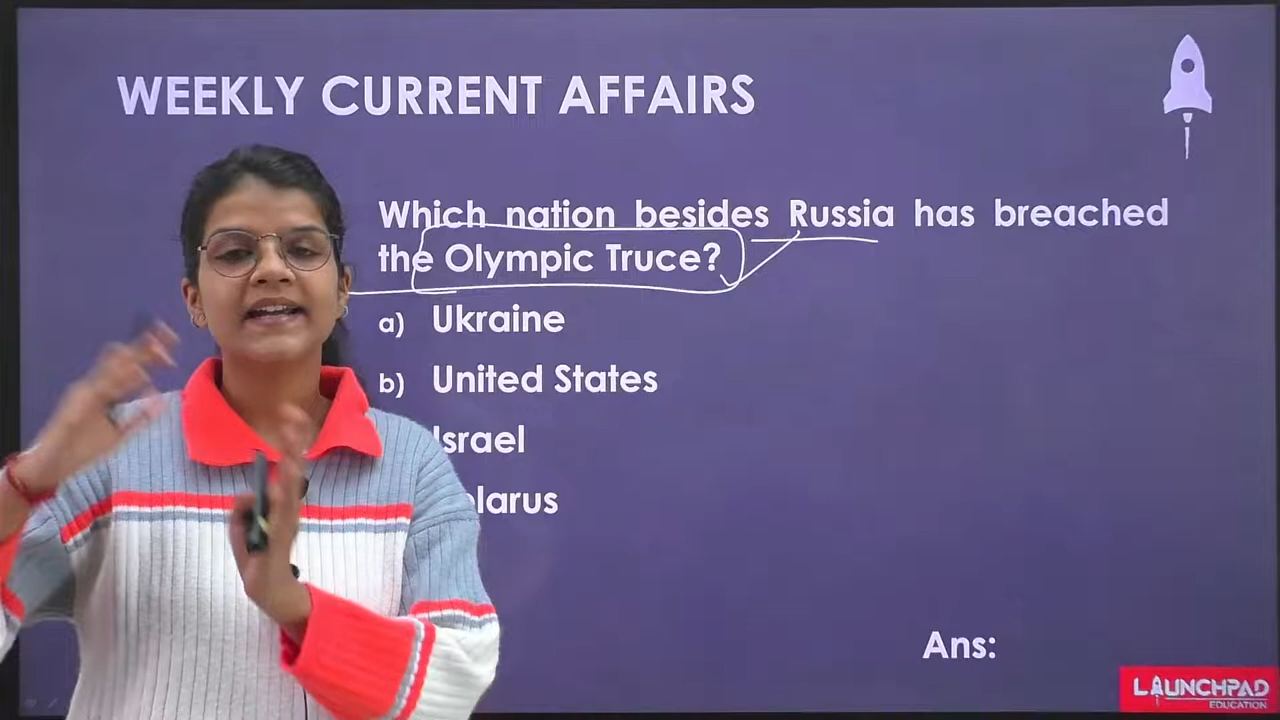 WEEKLY CURRENT AFFAIRS
Which nation besides Russia has breached
the Olympic Truce?
a) Ukraine
b) United States
Israel
larus
Ans:
LAUNCHPAD
EDUCATION